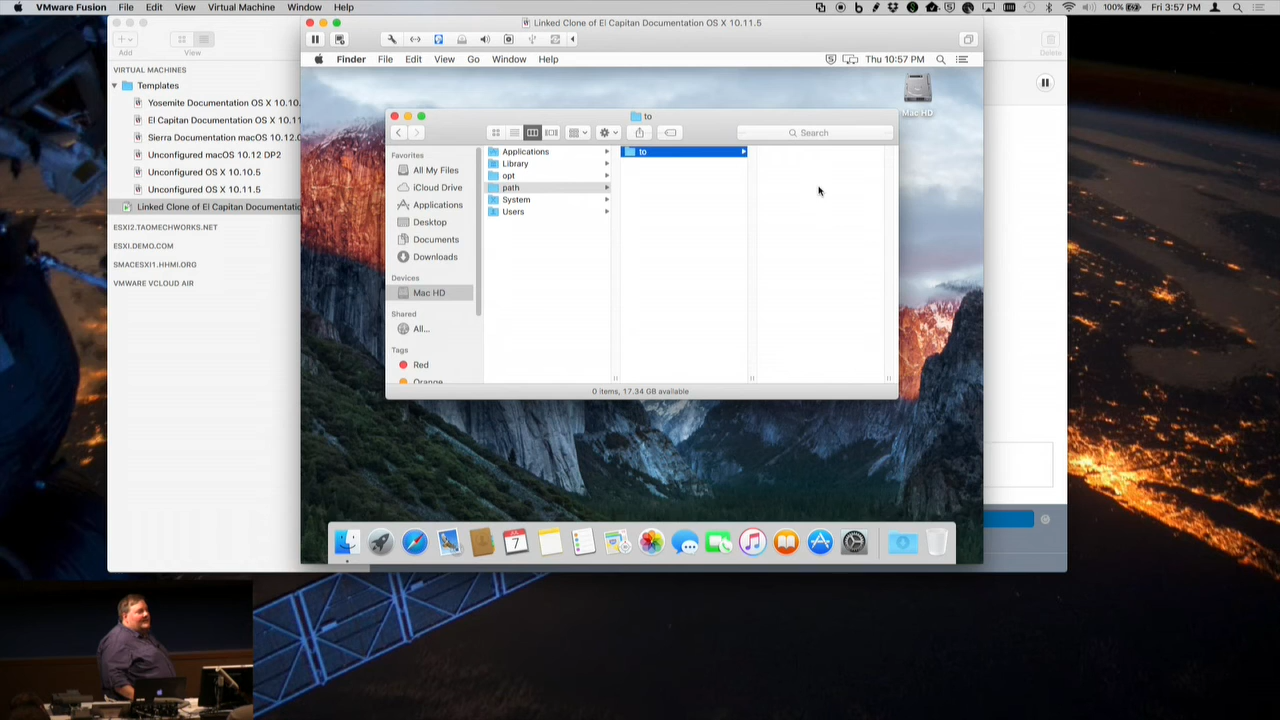 VMware Fusion File Edit View Virtual Machine Window Help 100% Fri 3:57 PM
Linked Clone of El Capitan Documentation OS X 10.11.5
Add View Delete
Finder File Edit View Go Window Help Thu 10:57 PM
VIRTUAL MACHINES
Templates
Yosemite Documentation OS X 10.10.
El Capitan Documentation OS X 10.11
Sierra Documentation macOS 10.12.0
Unconfigured macOS 10.12 DP2
Unconfigured OS X 10.10.5
Unconfigured OS X 10.11.5
Linked Clone of El Capitan Documentatio
ESXI2.TAOMECHWORKS.NET
ESXI.DEMO.COM
SMACESXI1.HHMI.ORG
VMWARE VCLOUD AIR
Mac HD
to
Search
Favorites
All My Files
iCloud Drive
Applications
Desktop
Documents
Downloads
Devices
Mac HD
Shared
All...
Tags
Red
Orange
Applications
Library
opt
path
System
Users
to
0 items, 17.34 GB available
7